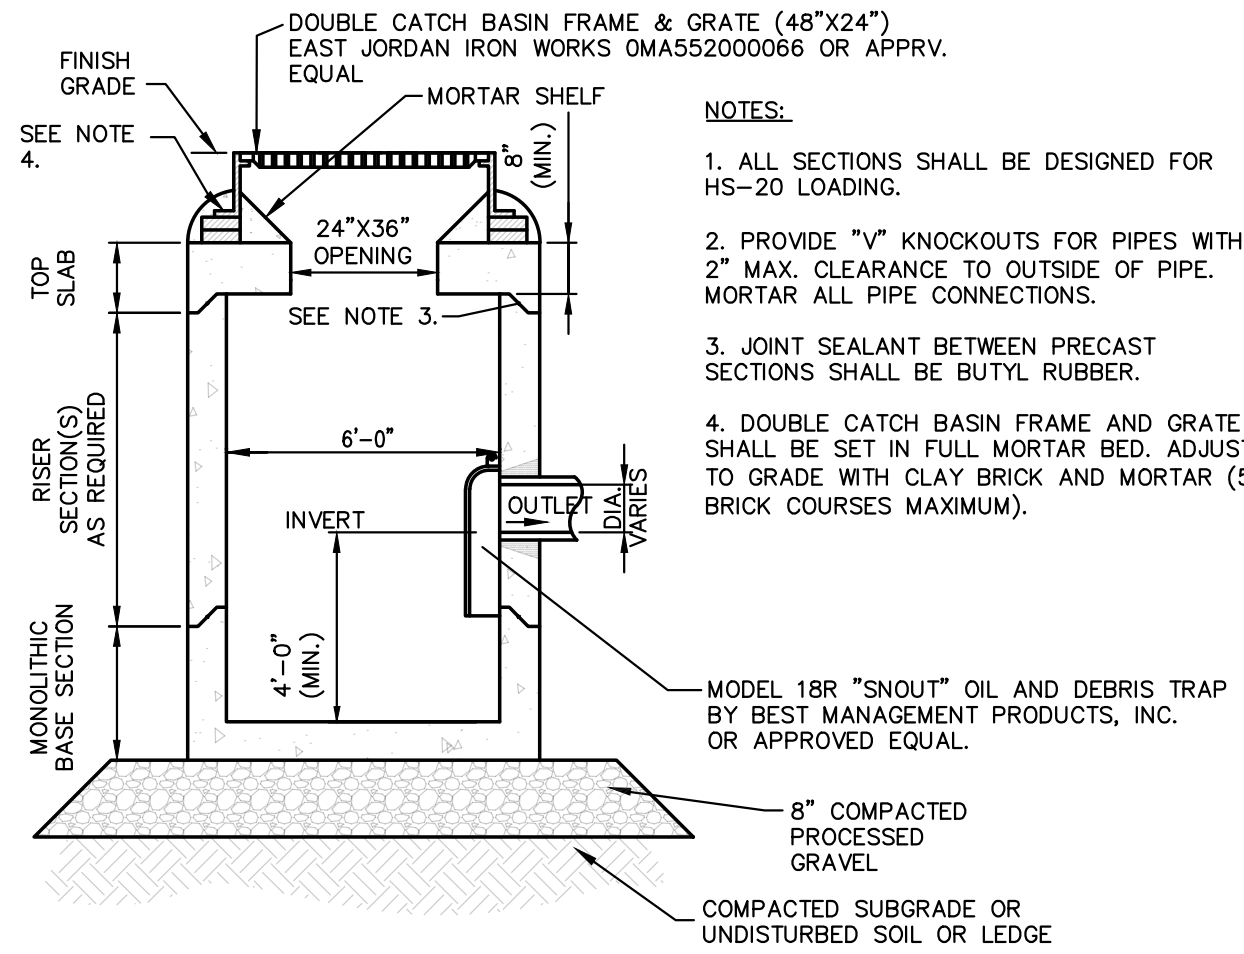 DOUBLE CATCH BASIN FRAME & GRATE (48"X24")
EAST JORDAN IRON WORKS 0MA552000066 OR APPRV.
EQUAL
FINISH
GRADE
MORTAR SHELF
SEE NOTE
4.
8"
(MIN.)
24"X36"
OPENING
TOP
SLAB
SEE NOTE 3.
RISER
SECTION(S)
AS REQUIRED
6'-0"
OUTLET
DIA.
VARIES
INVERT
4'-0"
(MIN.)
MONOLITHIC
BASE SECTION
NOTES:
1. ALL SECTIONS SHALL BE DESIGNED FOR
HS-20 LOADING.
2. PROVIDE "V" KNOCKOUTS FOR PIPES WITH
2" MAX. CLEARANCE TO OUTSIDE OF PIPE.
MORTAR ALL PIPE CONNECTIONS.
3. JOINT SEALANT BETWEEN PRECAST
SECTIONS SHALL BE BUTYL RUBBER.
4. DOUBLE CATCH BASIN FRAME AND GRATE
SHALL BE SET IN FULL MORTAR BED. ADJUST
TO GRADE WITH CLAY BRICK AND MORTAR (5
BRICK COURSES MAXIMUM).
MODEL 18R "SNOUT" OIL AND DEBRIS TRAP
BY BEST MANAGEMENT PRODUCTS, INC.
OR APPROVED EQUAL.
8" COMPACTED
PROCESSED
GRAVEL
COMPACTED SUBGRADE OR
UNDISTURBED SOIL OR LEDGE